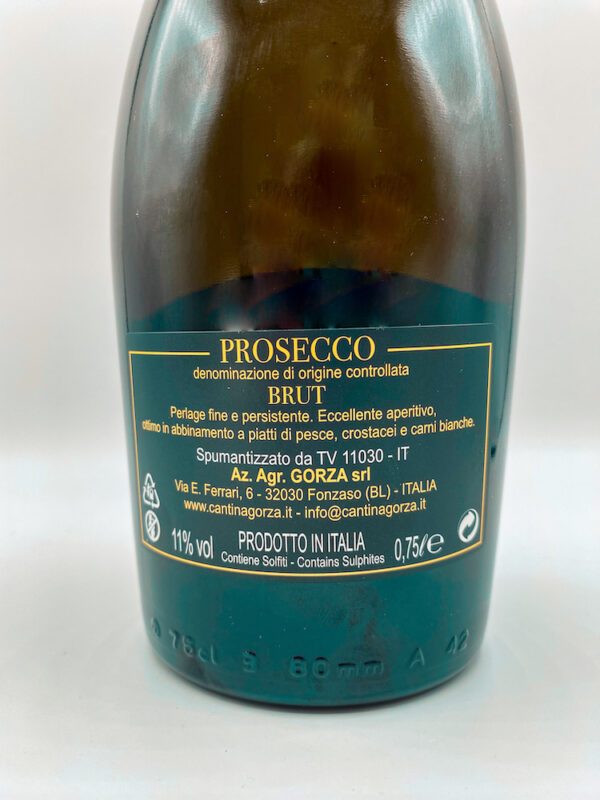 PROSECCO
denominazione di origine controllata
BRUT
Perlage fine e persistente. Eccellente aperitivo,
ottimo in abbinamento a piatti di pesce, crostacei e carni bianche.
Spumantizzato da TV 11030 - IT
Az. Agr. GORZA srl
Via E. Ferrari, 6 - 32030 Fonzaso (BL) - ITALIA
www.cantinagorza.it - info@cantinagorza.it
11% vol PRODOTTO IN ITALIA 0,75ℓ℮
Contiene Solfiti - Contains Sulphites
75cl 3 60mm A 42